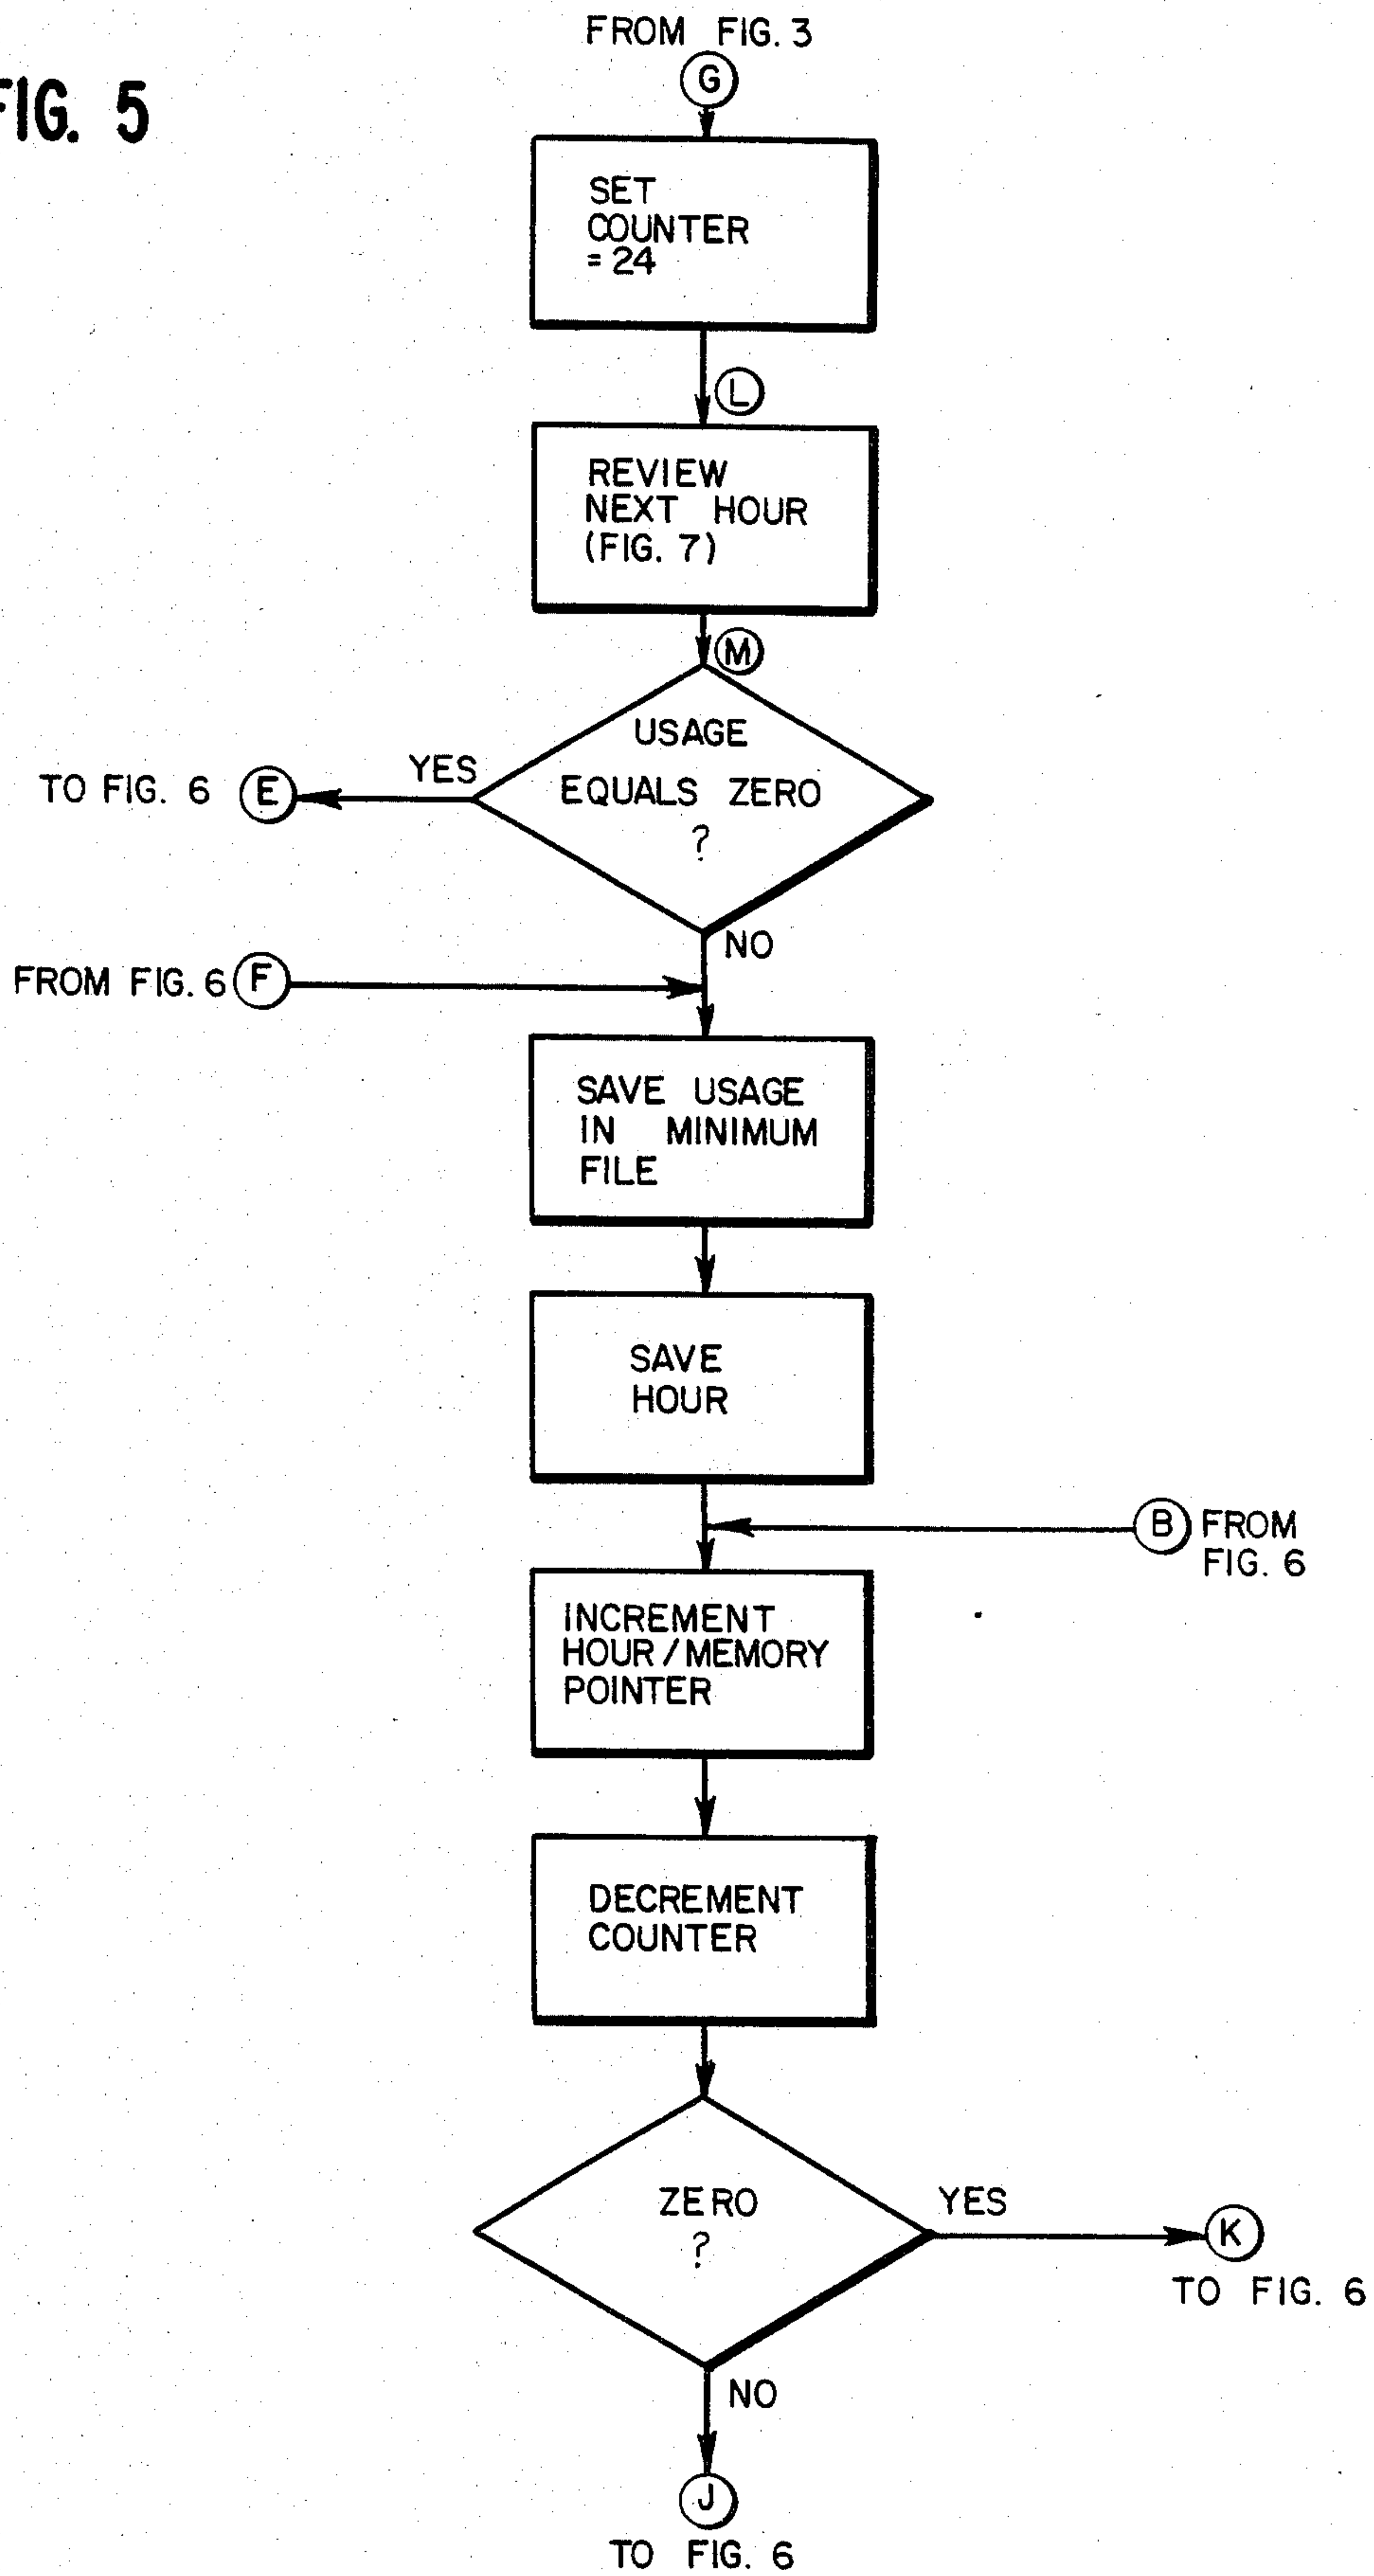 FROM FIG. 3
G
FIG. 5
SET
COUNTER
= 24
L
REVIEW
NEXT HOUR
(FIG. 7)
M
USAGE
EQUALS ZERO
?
YES
TO FIG. 6 E
NO
FROM FIG. 6 F
SAVE USAGE
IN MINIMUM
FILE
SAVE
HOUR
B FROM
FIG. 6
INCREMENT
HOUR / MEMORY
POINTER
DECREMENT
COUNTER
ZERO
?
YES
K
TO FIG. 6
NO
J
TO FIG. 6